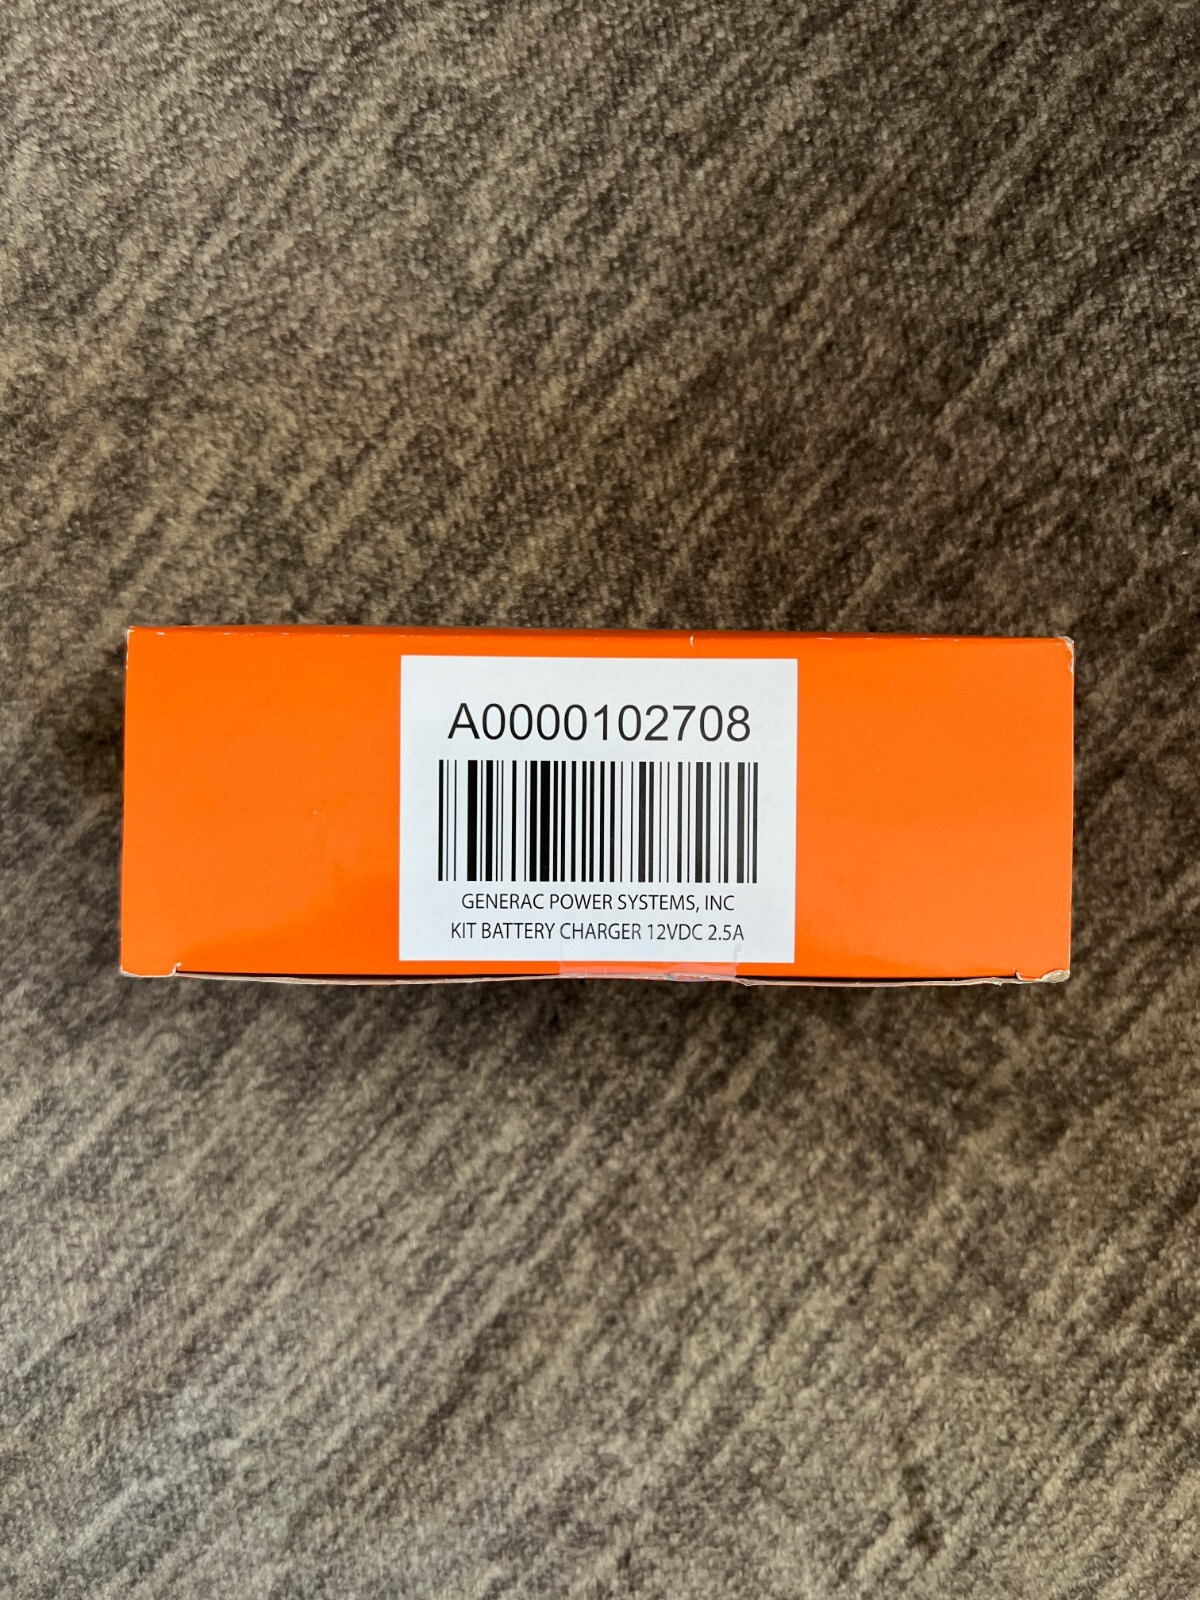 A0000102708
GENERAC POWER SYSTEMS, INC
KIT BATTERY CHARGER 12VDC 2.5A